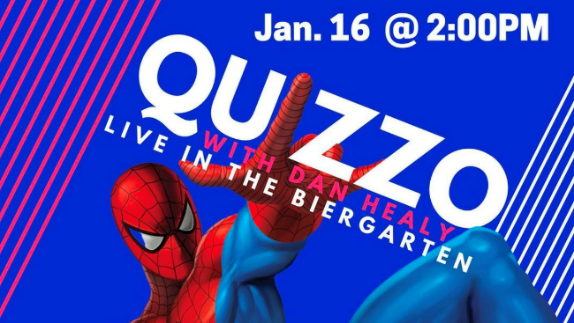 Jan. 16 @ 2:00PM
QUIZZO
WITH DAN HEALY
LIVE IN THE BIERGARTEN